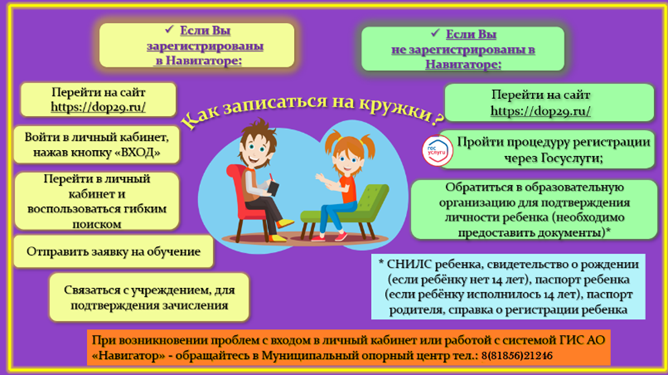 ✓ Если Вы
зарегистрированы
в Навигаторе:
Перейти на сайт
https://dop29.ru/
Войти в личный кабинет,
нажав кнопку «ВХОД»
Перейти в личный
кабинет и
воспользоваться гибким
поиском
Отправить заявку на обучение
Связаться с учреждением, для
подтверждения зачисления
Как записаться на кружки?
✓ Если Вы
не зарегистрированы в
Навигаторе:
Перейти на сайт
https://dop29.ru/
гос
услуги
Пройти процедуру регистрации
через Госуслуги;
Обратиться в образовательную
организацию для подтверждения
личности ребенка (необходимо
предоставить документы)*
* СНИЛС ребенка, свидетельство о рождении
(если ребёнку нет 14 лет), паспорт ребенка
(если ребёнку исполнилось 14 лет), паспорт
родителя, справка о регистрации ребенка
При возникновении проблем с входом в личный кабинет или работой с системой ГИС АО
«Навигатор» - обращайтесь в Муниципальный опорный центр тел.: 8(81856)21246